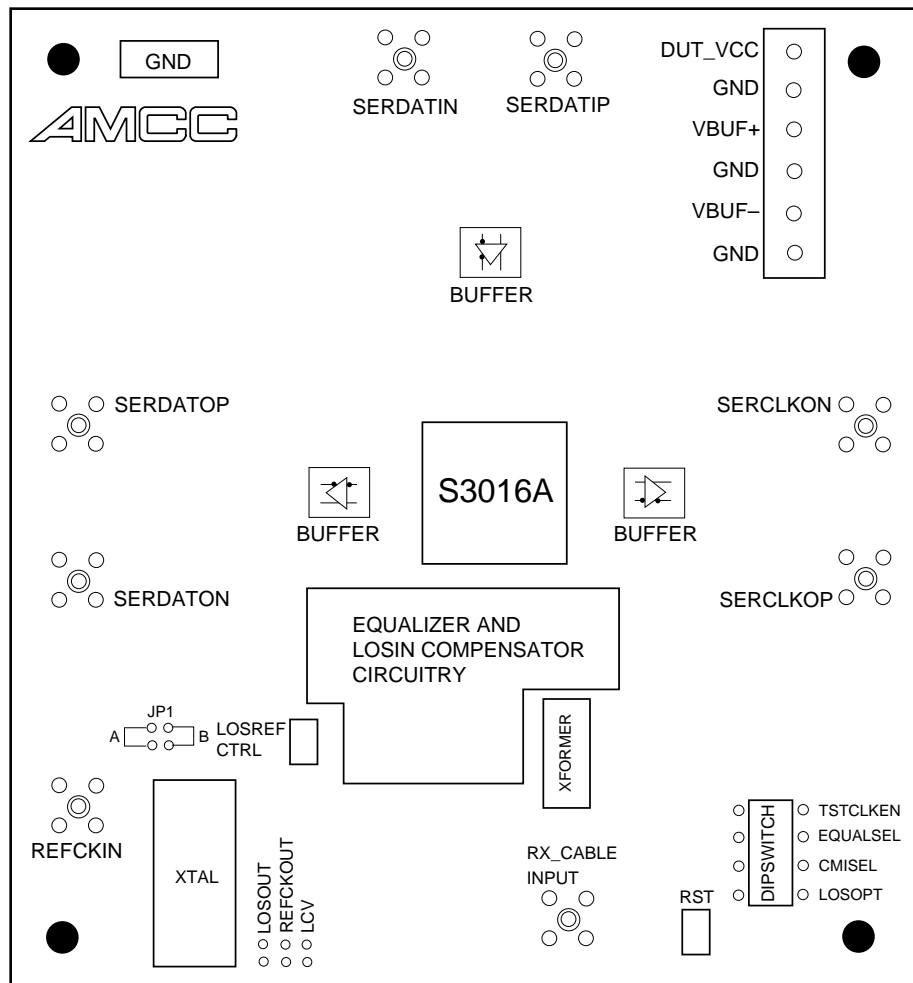 GND
AMCC
SERDATIN
SERDATIP
DUT_VCC
GND
VBUF+
GND
VBUF–
GND
BUFFER
SERDATOP
SERCLKON
S3016A
BUFFER
BUFFER
SERDATON
SERCLKOP
EQUALIZER AND
LOSIN COMPENSATOR
CIRCUITRY
JP1
A
B
LOSREF
CTRL
XFORMER
REFCKIN
XTAL
LOSOUT
REFCKOUT
LCV
RX_CABLE
INPUT
RST
DIPSWITCH
TSTCLKEN
EQUALSEL
CMISEL
LOSOPT